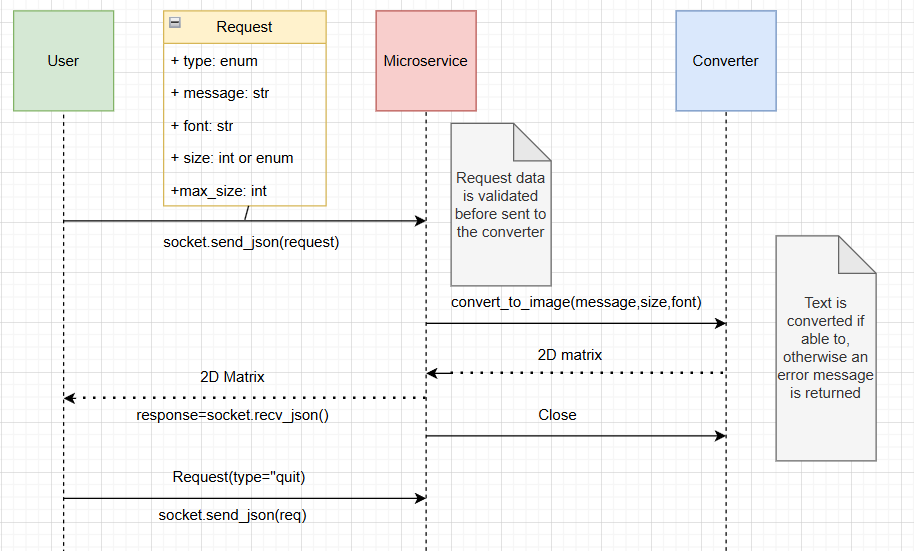 User
Request
+ type: enum
+ message: str
+ font: str
+ size: int or enum
+max_size: int
Microservice
Converter
socket.send_json(request)
Request data
is validated
before sent to
the converter
convert_to_image(message,size,font)
Text is
converted if
able to,
otherwise an
error message
is returned
2D matrix
2D Matrix
response=socket.recv_json()
Close
Request(type="quit)
socket.send_json(req)